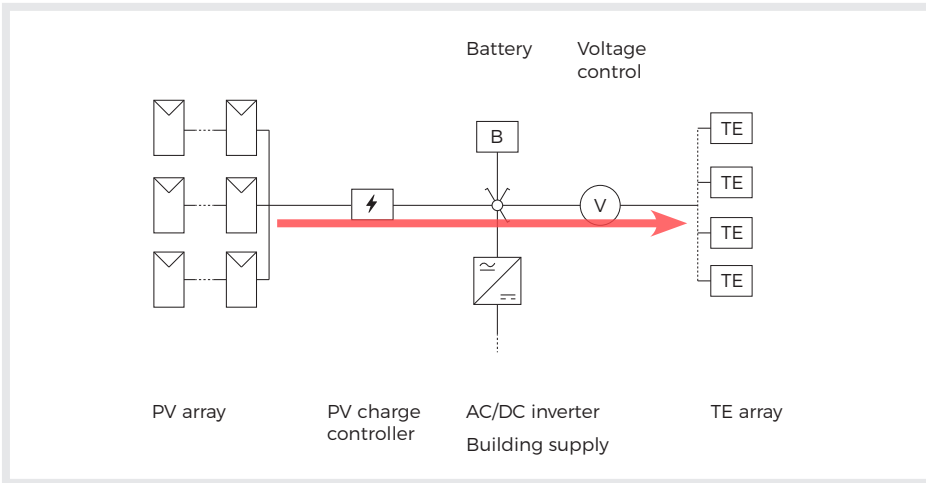 Battery
Voltage
control
B
V
TE
TE
TE
TE
PV array
PV charge
controller
AC/DC inverter
Building supply
TE array